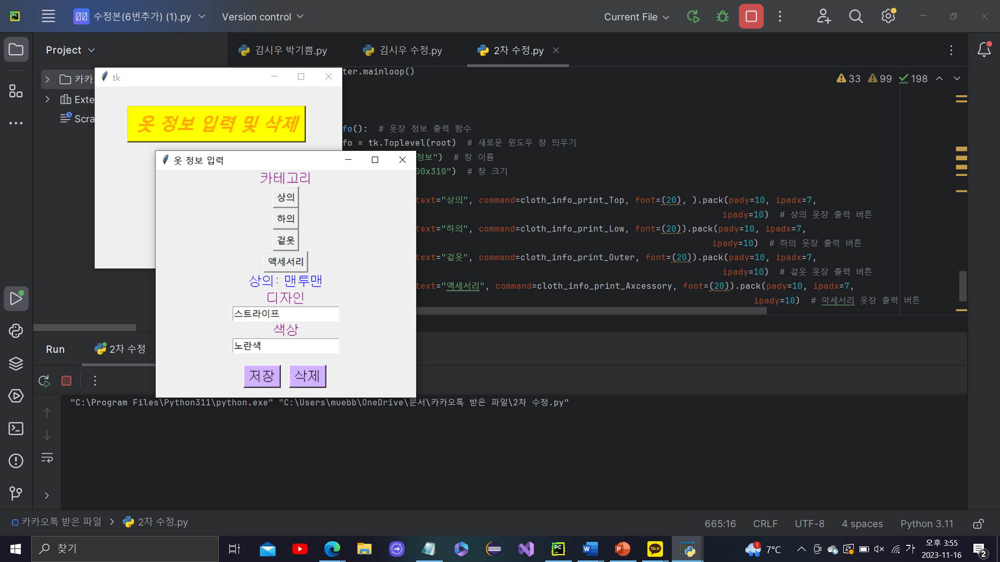 수정본(6번추가) (1).py
Version control
Current File
Project
김시우 박기쁨.py
김시우 수정.py
2차 수정.py
카카
Exte
Scra
tk
옷 정보 입력 및 삭제
ter.mainloop()
33
99
198
fo():  # 옷장 정보 출력 함수
fo = tk.Toplevel(root)  # 새로운 윈도우 창 띄우기
정보")  # 창 이름
00x310")  # 창 크기
text="상의", command=cloth_info_print_Top, font=(20), ).pack(pady=10, ipadx=7,
ipady=10)  # 상의 옷장 출력 버튼
text="하의", command=cloth_info_print_Low, font=(20)).pack(pady=10, ipadx=7,
ipady=10)  # 하의 옷장 출력 버튼
text="겉옷", command=cloth_info_print_Outer, font=(20)).pack(pady=10, ipadx=7,
ipady=10)  # 겉옷 옷장 출력 버튼
text="액세서리", command=cloth_info_print_Axcessory, font=(20)).pack(pady=10, ipadx=7,
ipady=10)  # 악세서리 옷장 출력 버튼
옷 정보 입력
카테고리
상의
하의
겉옷
액세서리
상의: 맨투맨
디자인
스트라이프
색상
노란색
저장
삭제
Run
2차 수정
"C:\Program Files\Python311\python.exe" "C:\Users\muebb\OneDrive\문서\카카오톡 받은 파일\2차 수정.py"
카카오톡 받은 파일
2차 수정.py
665:16
CRLF
UTF-8
4 spaces
Python 3.11
찾기
PC
W
P
TALK
1
7°C
가
오후 3:55
2023-11-16
2